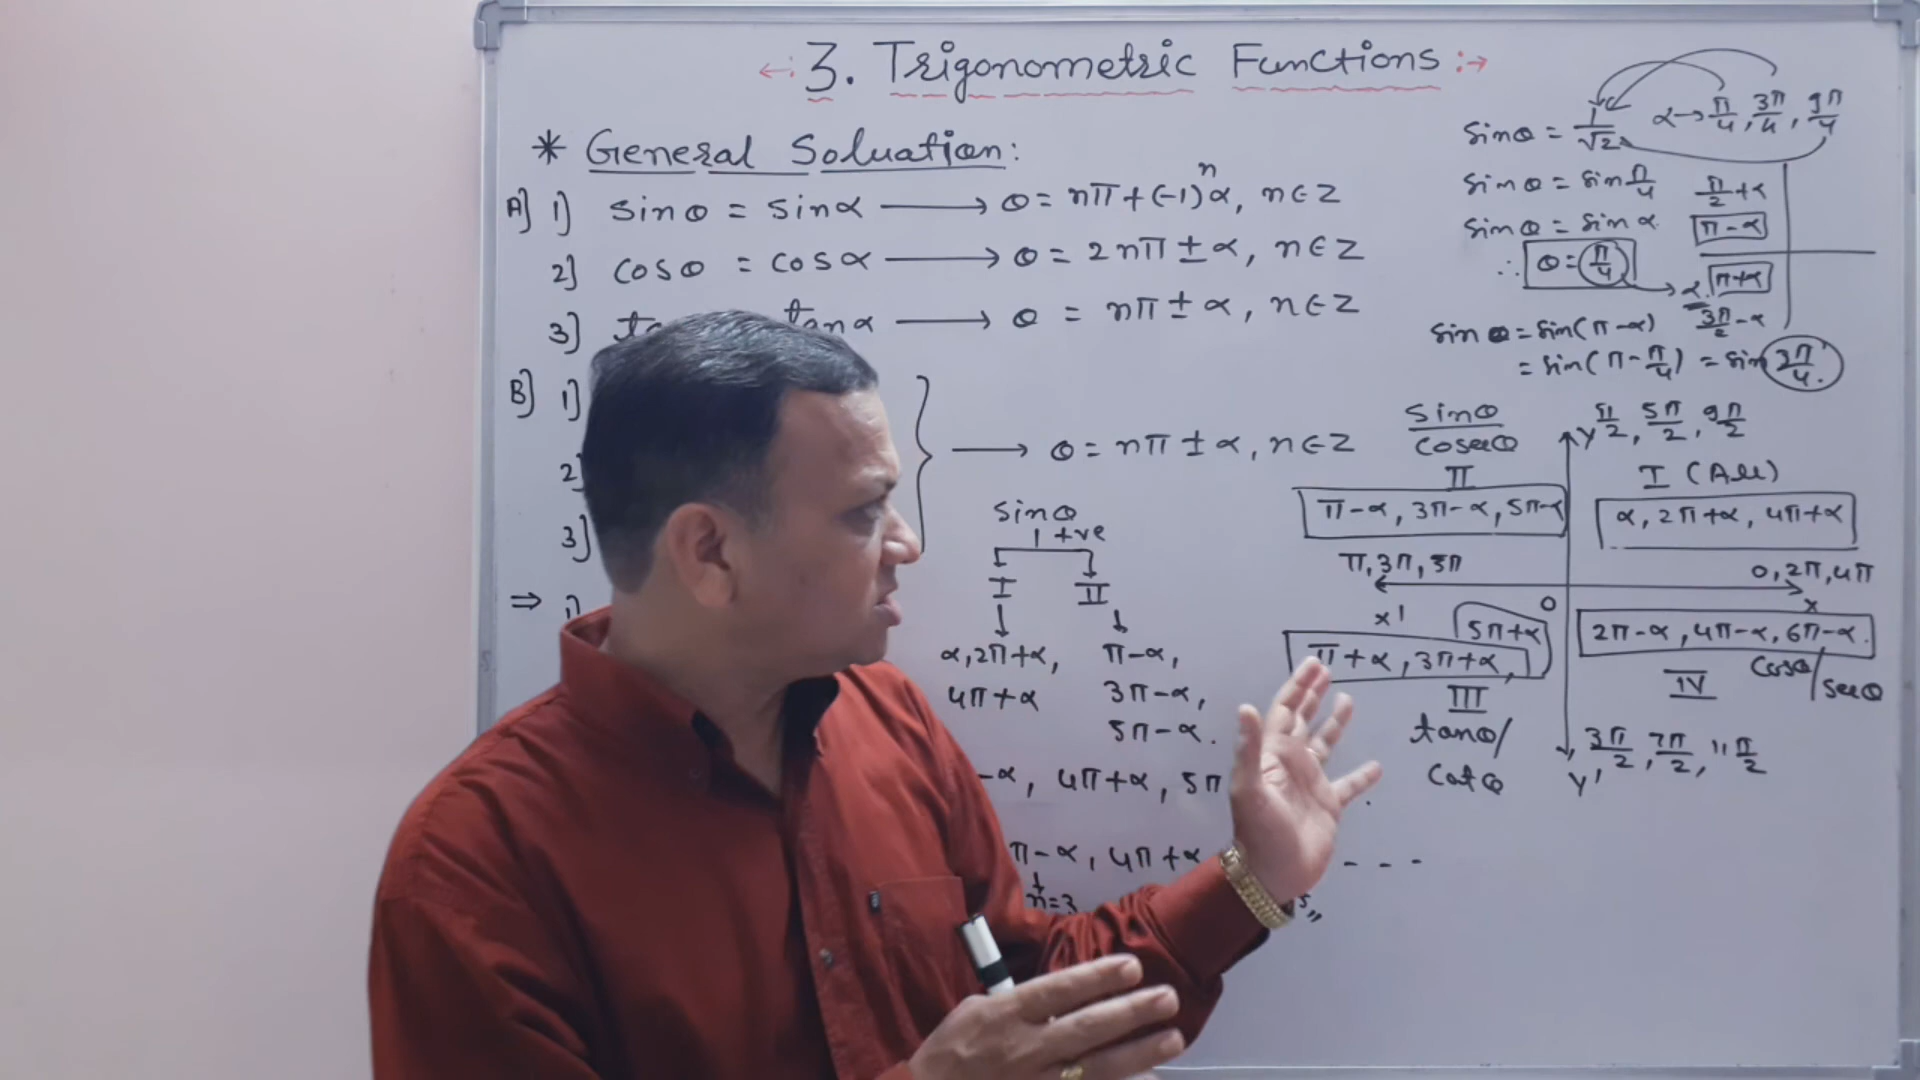 3. Trigonometric Functions
* General Soluation:
A] 1] sinθ = sinα ⟶ θ = nπ + (-1)ⁿα, n∈Z
2] cosθ = cosα ⟶ θ = 2nπ ± α, n∈Z
3] tanα ⟶ θ = nπ ± α, n∈Z
B] 1]
2]
3]
⟶ θ = nπ ± α, n∈Z
⇒ 1]
sinθ
+ve
I II
α, 2π+α, π-α,
4π+α 3π-α,
5π-α.
-α, 4π+α, 5π
π-α, 4π+α - - -
n=3
sinθ = 1/√2 α→π/4, 3π/4, 9π/4
sinθ = sin π/4
sinθ = sinα
∴ θ = π/4 → α
π/2+α
π-α
π+α
3π/2-α
sinθ = sin(π-α)
= sin(π-π/4) = sin 3π/4.
sinθ
cosecθ
II
π-α, 3π-α, 5π-α
y π/2, 5π/2, 9π/2
I (All)
α, 2π+α, 4π+α
π, 3π, 5π
0, 2π, 4π
x' 0 x
5π+α
π+α, 3π+α,
III
tanθ/
cotθ
2π-α, 4π-α, 6π-α.
IV
cosθ/secθ
y' 3π/2, 7π/2, 11π/2